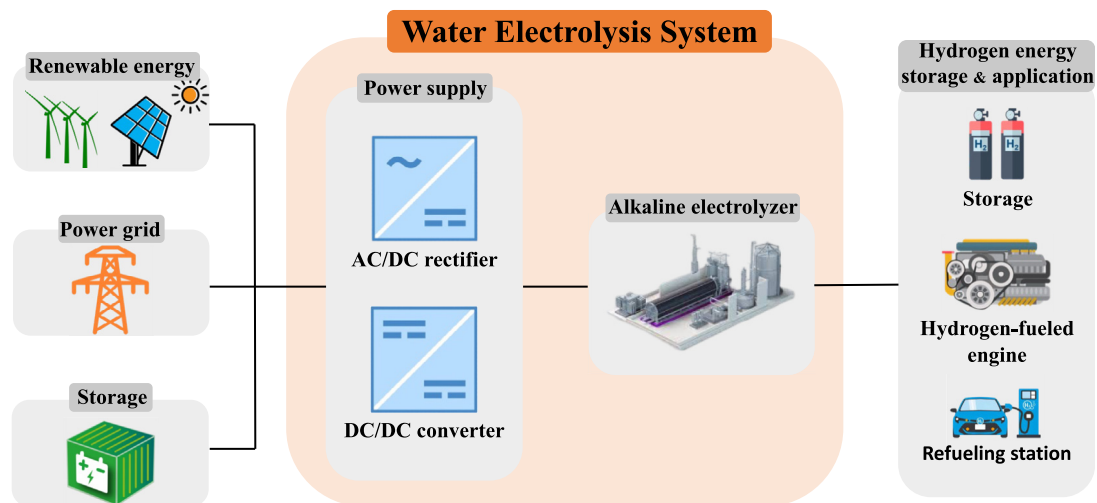 Water Electrolysis System
Renewable energy
Power grid
Storage
Power supply
AC/DC rectifier
DC/DC converter
Alkaline electrolyzer
Hydrogen energy
storage & application
H2
H2
Storage
Hydrogen-fueled
engine
Refueling station